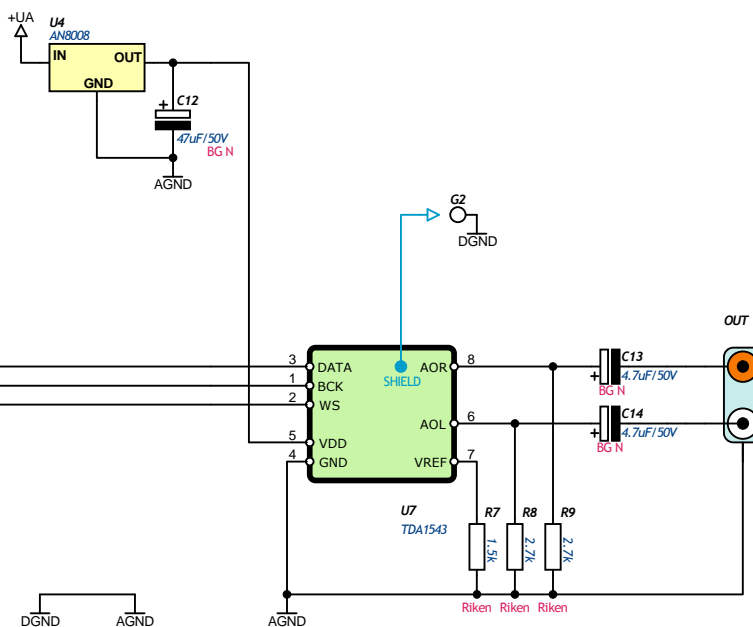 +UA
U4
AN8008
IN
OUT
GND
+
C12
47uF/50V
BG N
AGND
G2
DGND
OUT
3
DATA
AOR
8
C13
1
BCK
SHIELD
+
4.7uF/50V
2
WS
BG N
AOL
6
C14
5
VDD
+
4.7uF/50V
4
GND
VREF
7
BG N
U7
TDA1543
R7
R8
R9
1.5k
2.7k
2.7k
Riken
Riken
Riken
DGND
AGND
AGND